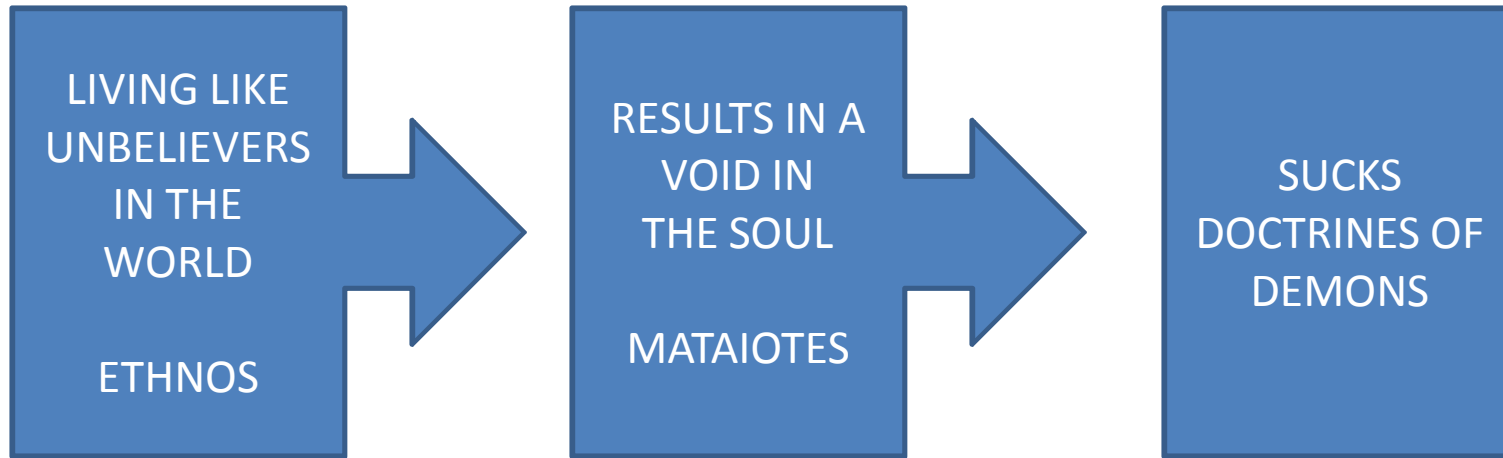 LIVING LIKE
UNBELIEVERS
IN THE
WORLD
ETHNOS
RESULTS IN A
VOID IN
THE SOUL
MATAIOTES
SUCKS
DOCTRINES OF
DEMONS